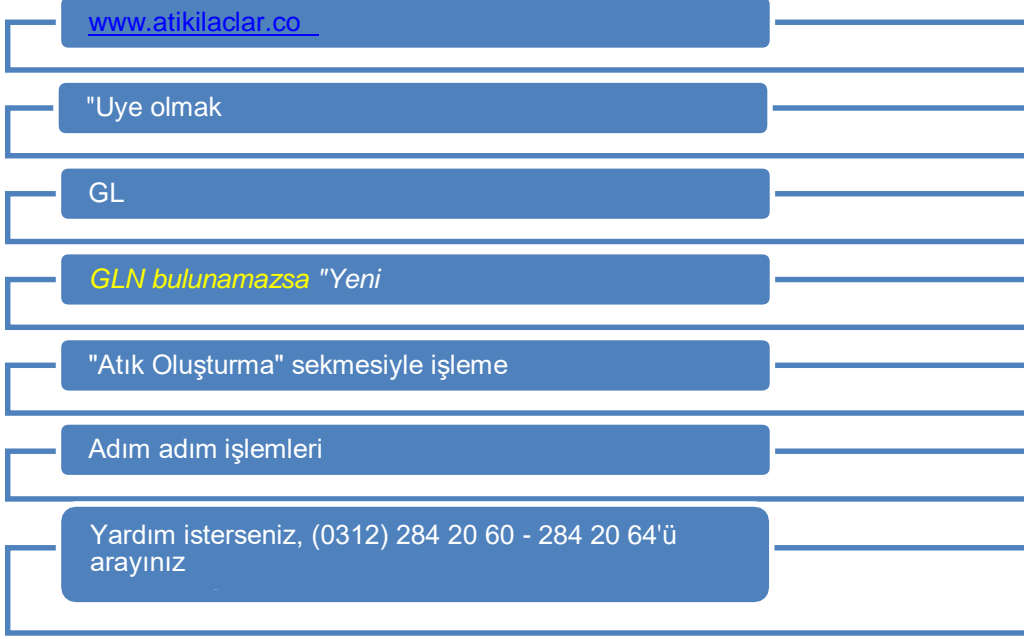 www.atikilaclar.co
"Uye olmak
GL
GLN bulunamazsa "Yeni
"Atık Oluşturma" sekmesiyle işleme
Adım adım işlemleri
Yardım isterseniz, (0312) 284 20 60 - 284 20 64'ü
arayınız